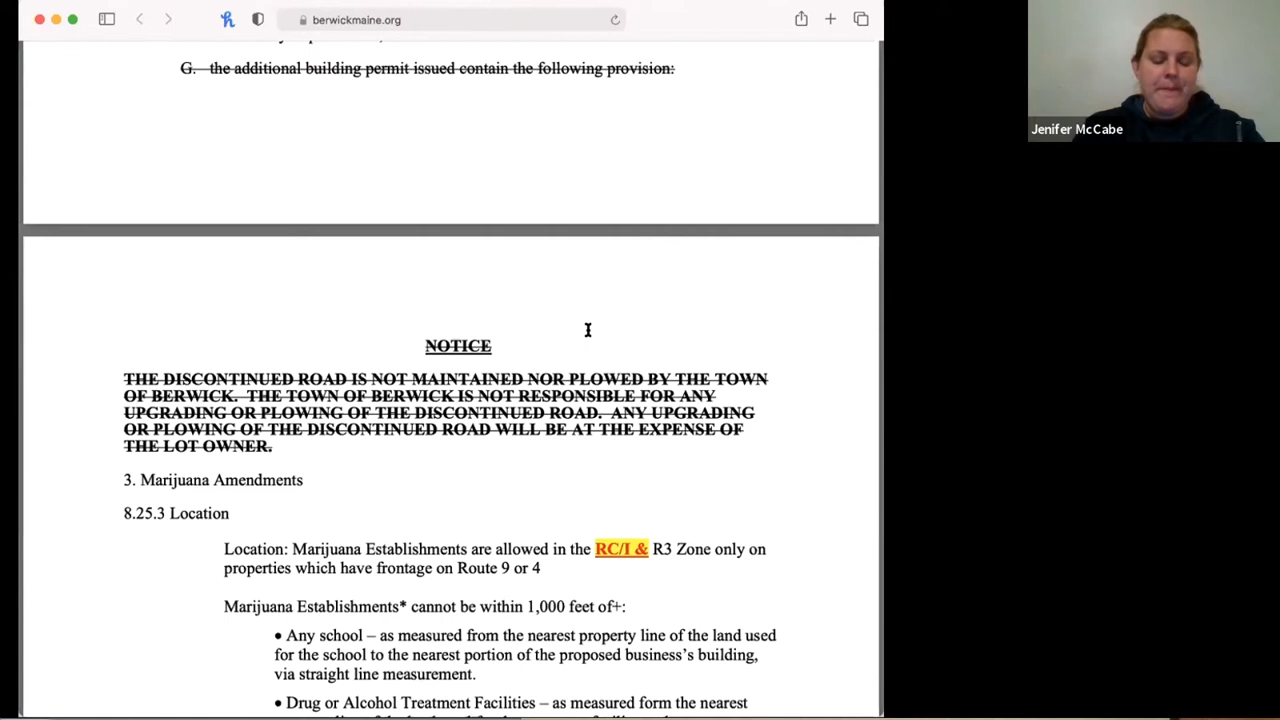 berwickmaine.org
G. the additional building permit issued contain the following provision:
Jenifer McCabe
NOTICE
THE DISCONTINUED ROAD IS NOT MAINTAINED NOR PLOWED BY THE TOWN
OF BERWICK. THE TOWN OF BERWICK IS NOT RESPONSIBLE FOR ANY
UPGRADING OR PLOWING OF THE DISCONTINUED ROAD. ANY UPGRADING
OR PLOWING OF THE DISCONTINUED ROAD WILL BE AT THE EXPENSE OF
THE LOT OWNER.
3. Marijuana Amendments
8.25.3 Location
Location: Marijuana Establishments are allowed in the RC/I & R3 Zone only on
properties which have frontage on Route 9 or 4
Marijuana Establishments* cannot be within 1,000 feet of+:
• Any school – as measured from the nearest property line of the land used
for the school to the nearest portion of the proposed business's building,
via straight line measurement.
• Drug or Alcohol Treatment Facilities – as measured form the nearest